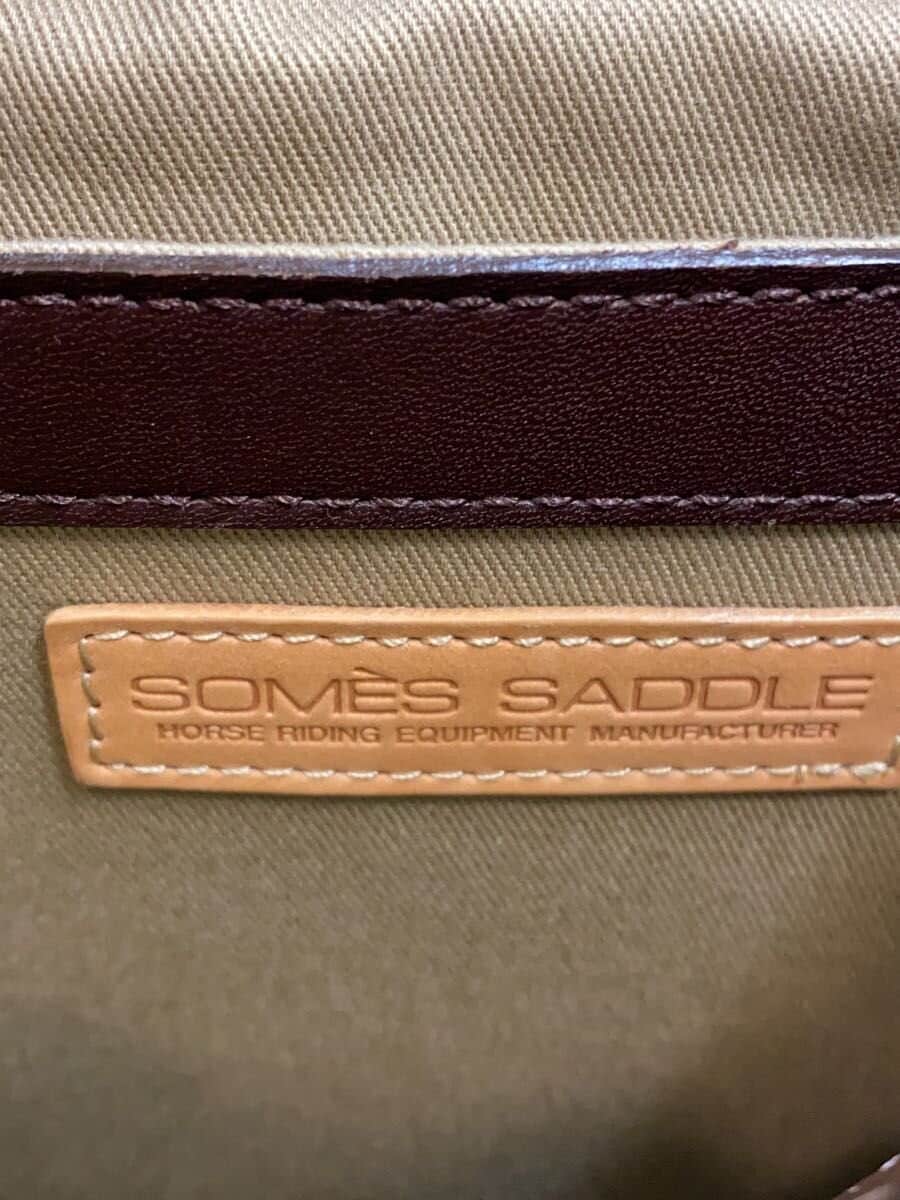 SOMÈS SADDLE
HORSE RIDING EQUIPMENT MANUFACTURER